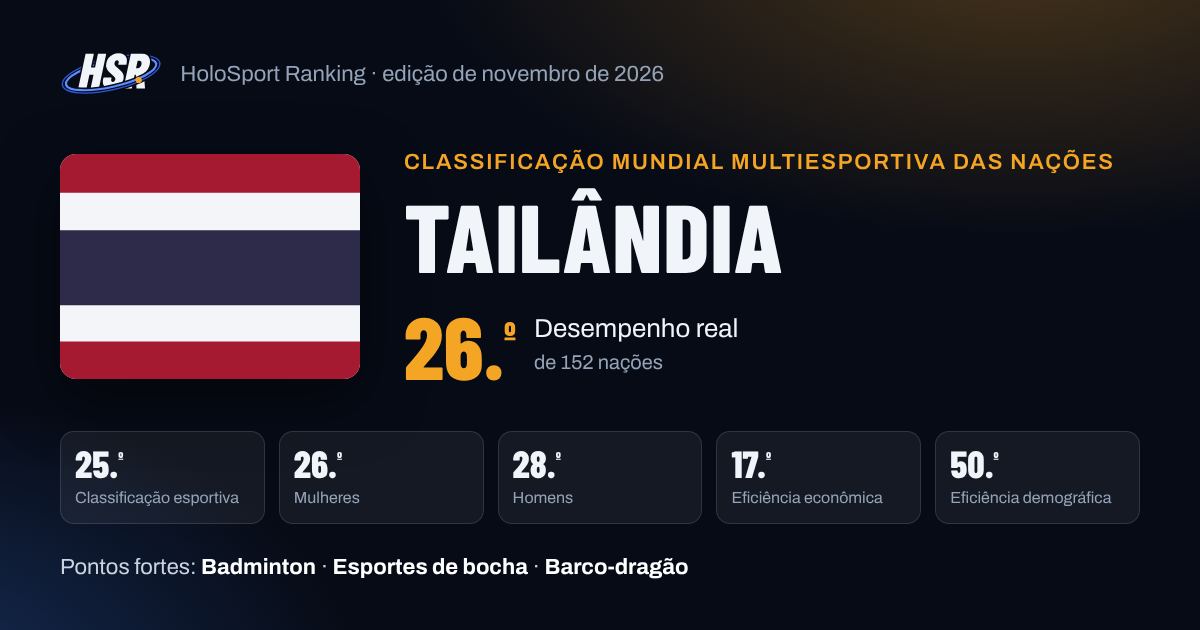 HSR
HoloSport Ranking · edição de novembro de 2026
CLASSIFICAÇÃO MUNDIAL MULTIESPORTIVA DAS NAÇÕES
TAILÂNDIA
26.º
Desempenho real
de 152 nações
25.º
Classificação esportiva
26.º
Mulheres
28.º
Homens
17.º
Eficiência econômica
50.º
Eficiência demográfica
Pontos fortes: Badminton · Esportes de bocha · Barco-dragão